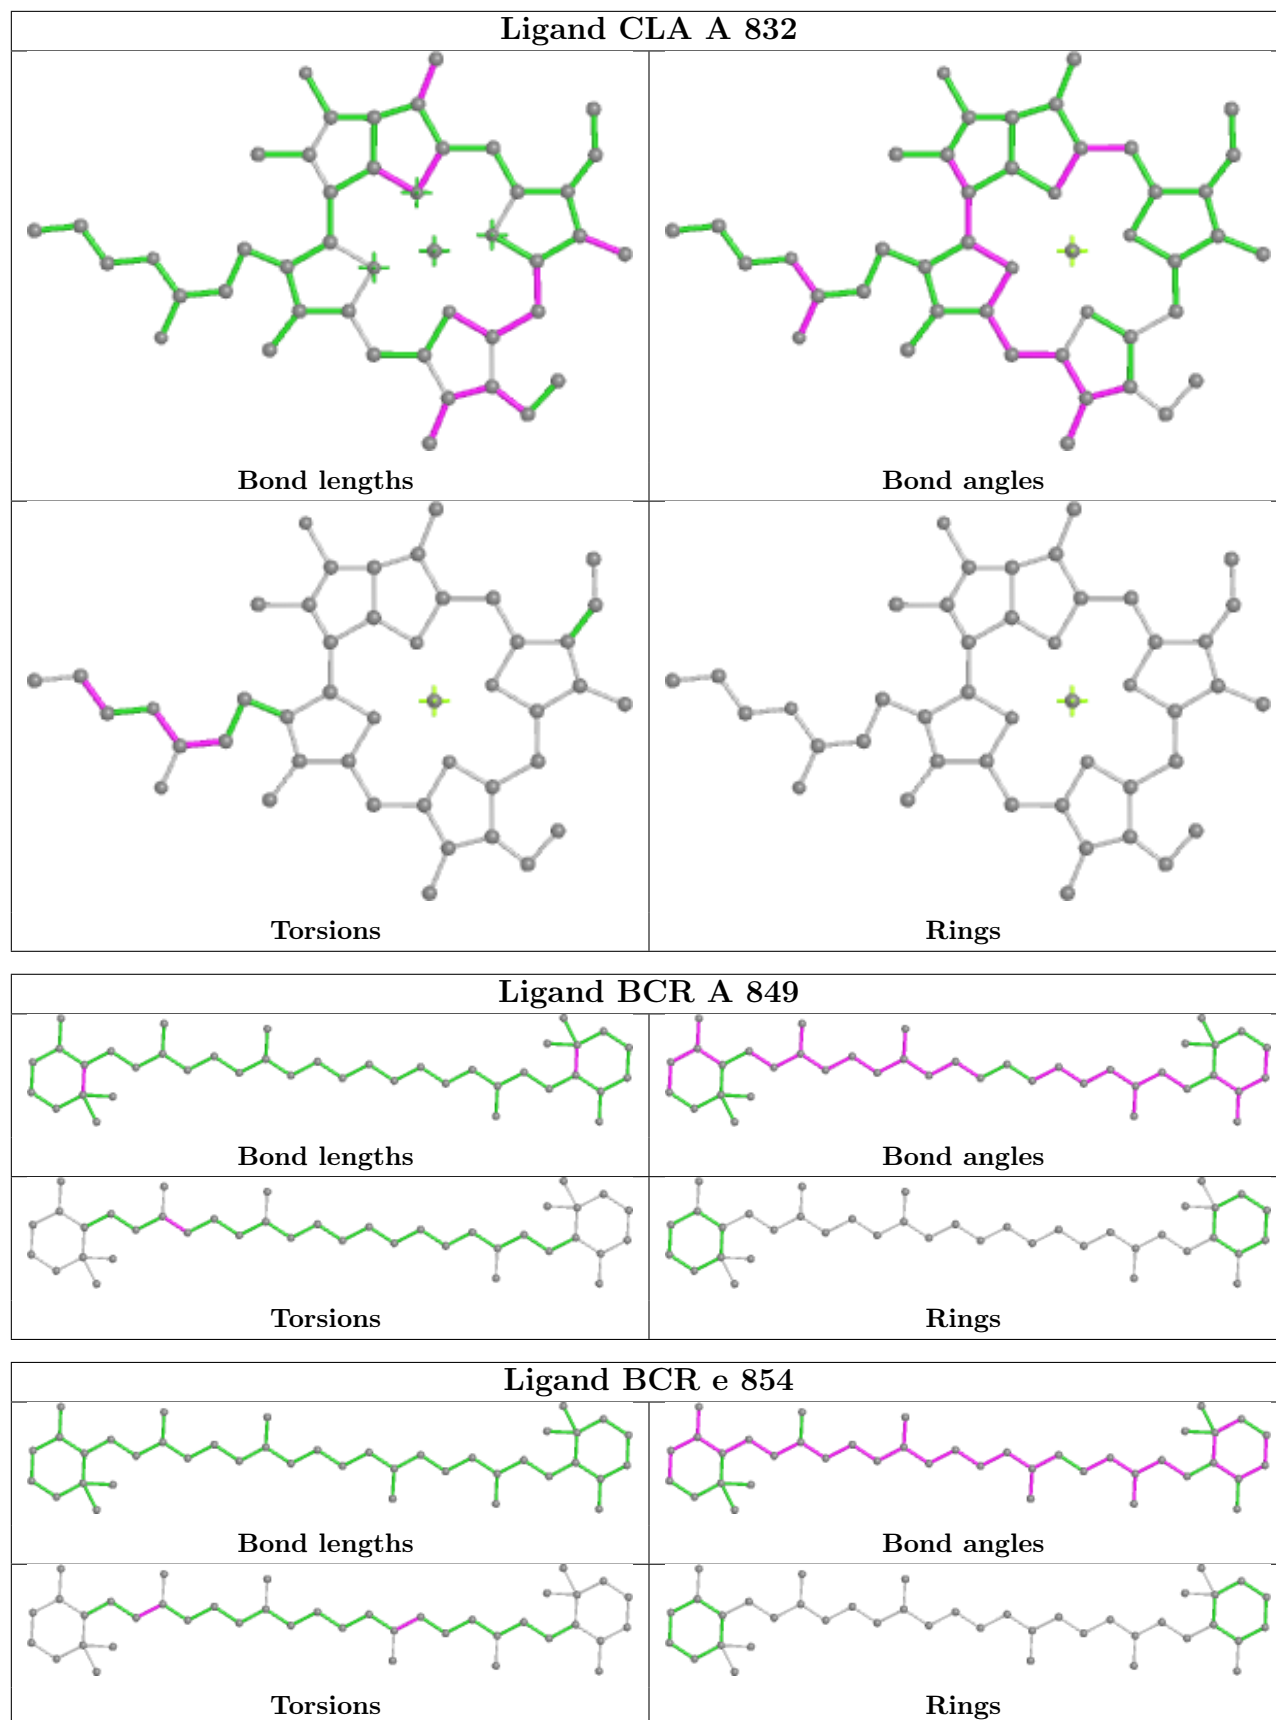 Ligand CLA A 832
Bond lengths
Bond angles
Torsions
Rings
Ligand BCR A 849
Bond lengths
Bond angles
Torsions
Rings
Ligand BCR e 854
Bond lengths
Bond angles
Torsions
Rings